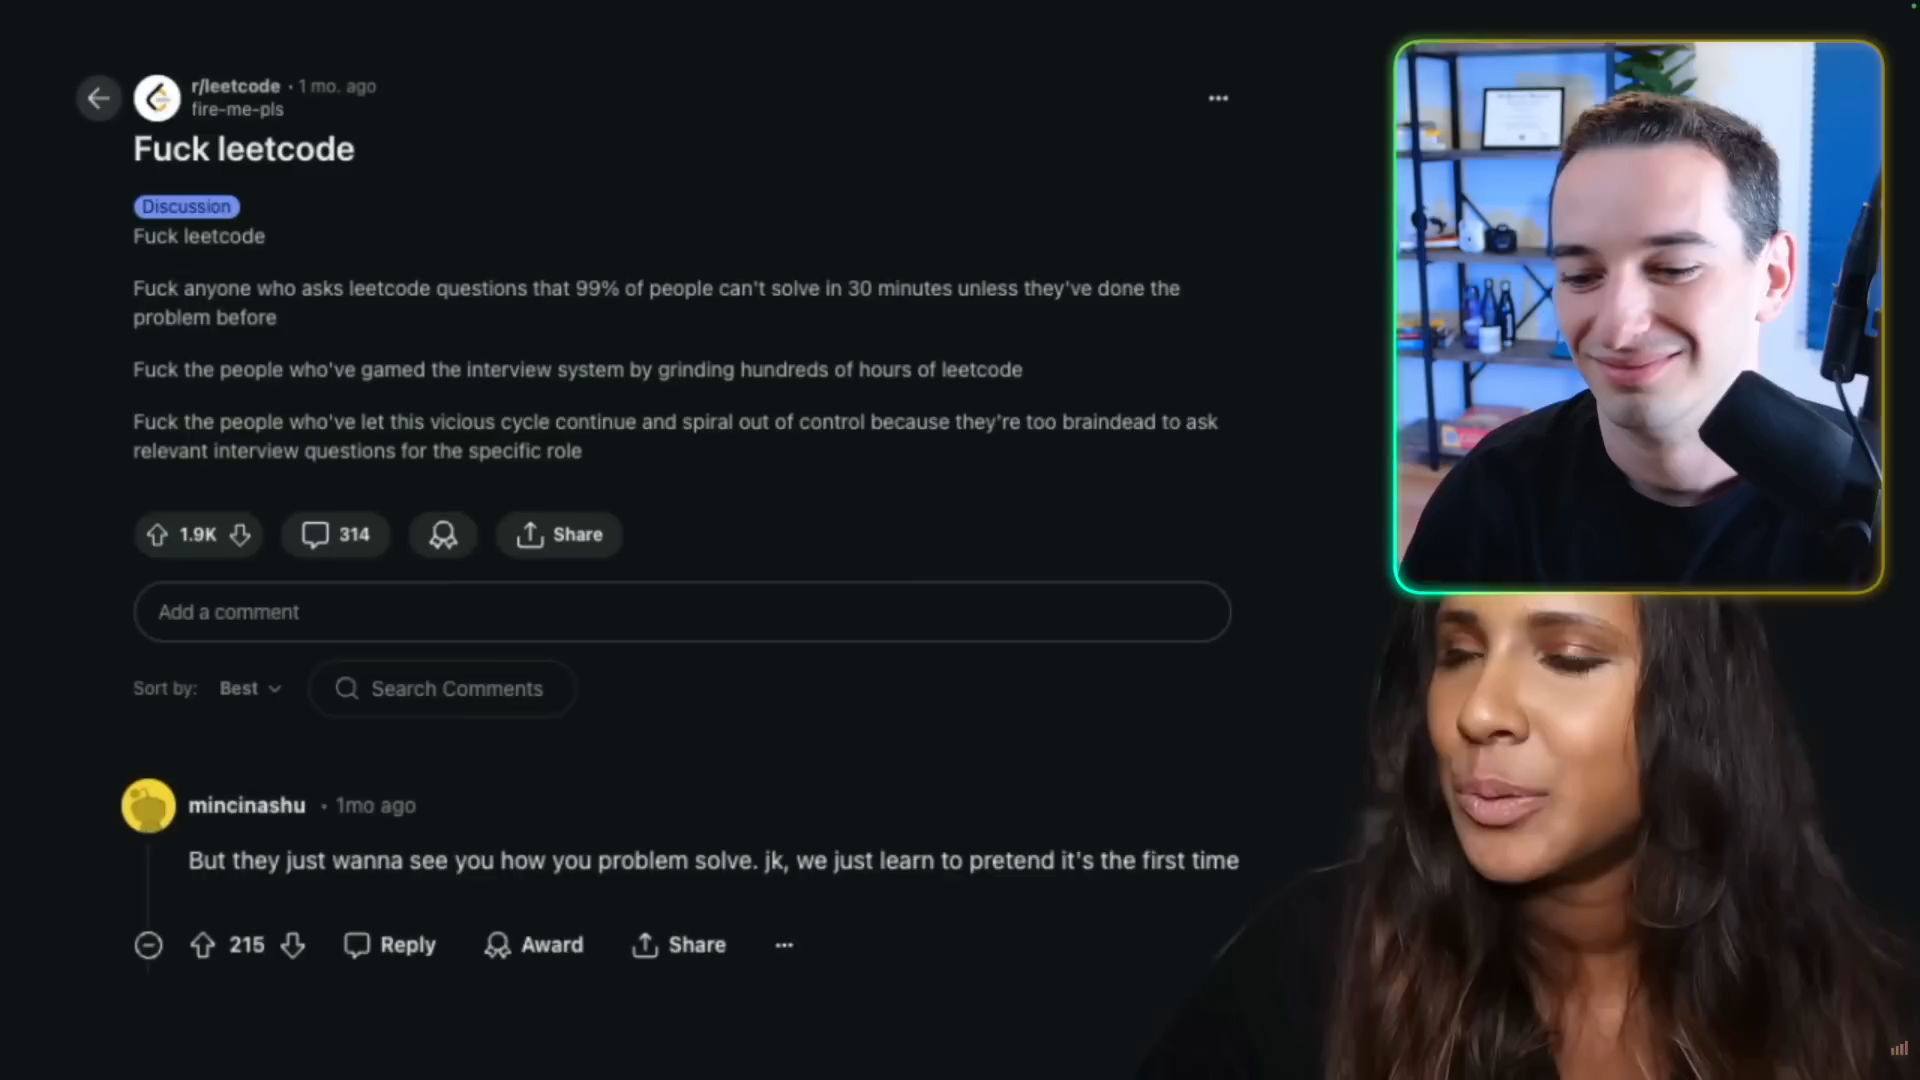 r/leetcode • 1 mo. ago
fire-me-pls
Fuck leetcode
Discussion
Fuck leetcode
Fuck anyone who asks leetcode questions that 99% of people can't solve in 30 minutes unless they've done the
problem before
Fuck the people who've gamed the interview system by grinding hundreds of hours of leetcode
Fuck the people who've let this vicious cycle continue and spiral out of control because they're too braindead to ask
relevant interview questions for the specific role
1.9K 314 Share
Add a comment
Sort by: Best Search Comments
mincinashu • 1mo ago
But they just wanna see you how you problem solve. jk, we just learn to pretend it's the first time
215 Reply Award Share